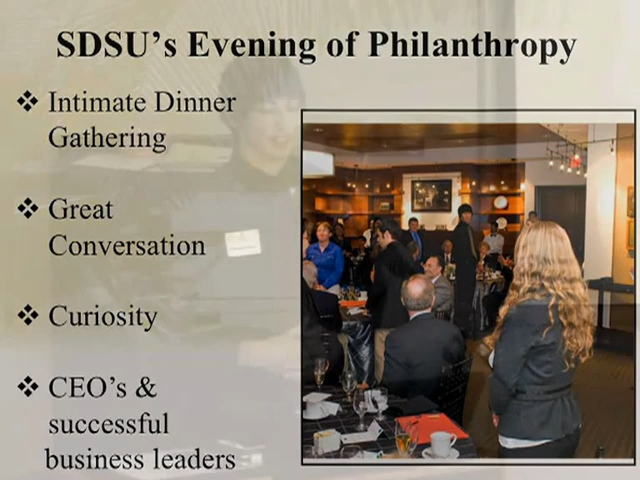 SDSU's Evening of Philanthropy
❖ Intimate Dinner
Gathering
❖ Great
Conversation
❖ Curiosity
❖ CEO's &
successful
business leaders